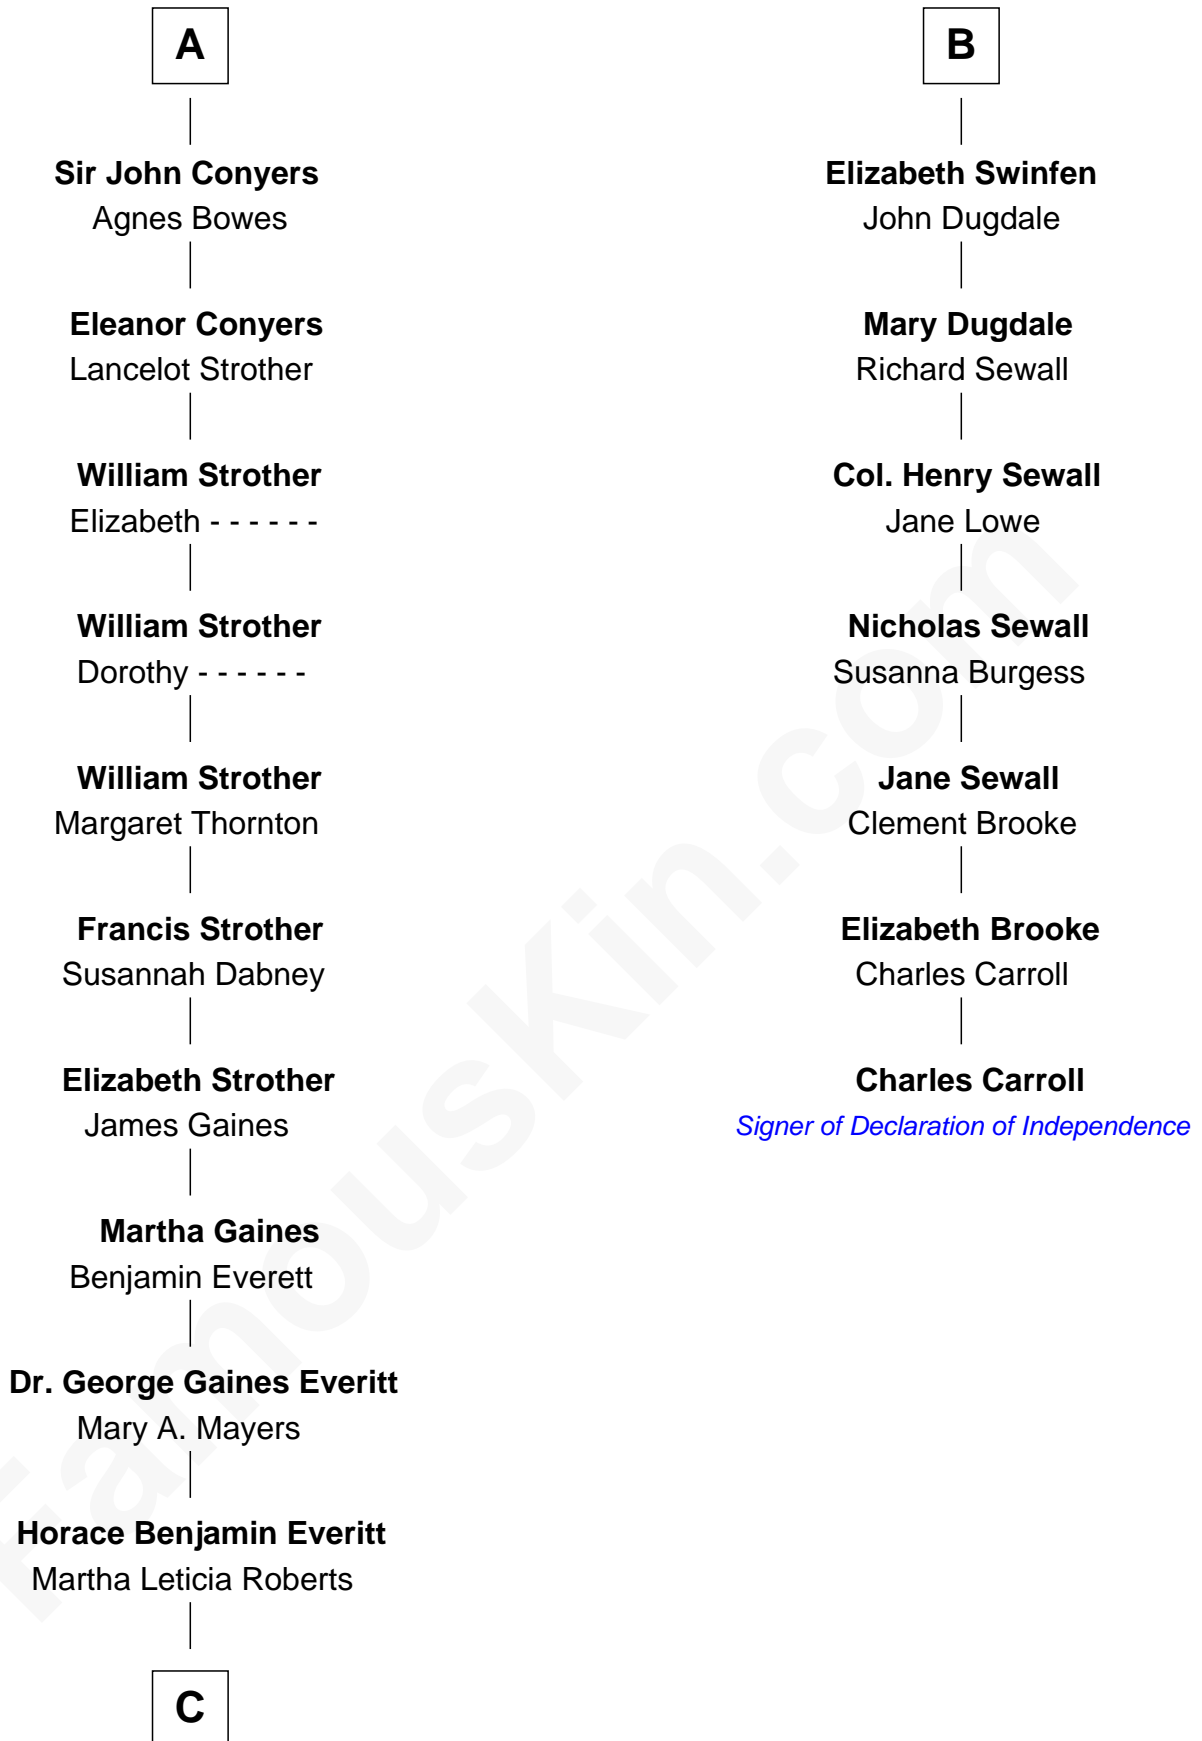 A
Sir John Conyers
Agnes Bowes
Eleanor Conyers
Lancelot Strother
William Strother
Elizabeth - - - - - -
William Strother
Dorothy - - - - - -
William Strother
Margaret Thornton
Francis Strother
Susannah Dabney
Elizabeth Strother
James Gaines
Martha Gaines
Benjamin Everett
Dr. George Gaines Everitt
Mary A. Mayers
Horace Benjamin Everitt
Martha Leticia Roberts
C
B
Elizabeth Swinfen
John Dugdale
Mary Dugdale
Richard Sewall
Col. Henry Sewall
Jane Lowe
Nicholas Sewall
Susanna Burgess
Jane Sewall
Clement Brooke
Elizabeth Brooke
Charles Carroll
Charles Carroll
Signer of Declaration of Independence
FamousKin.com